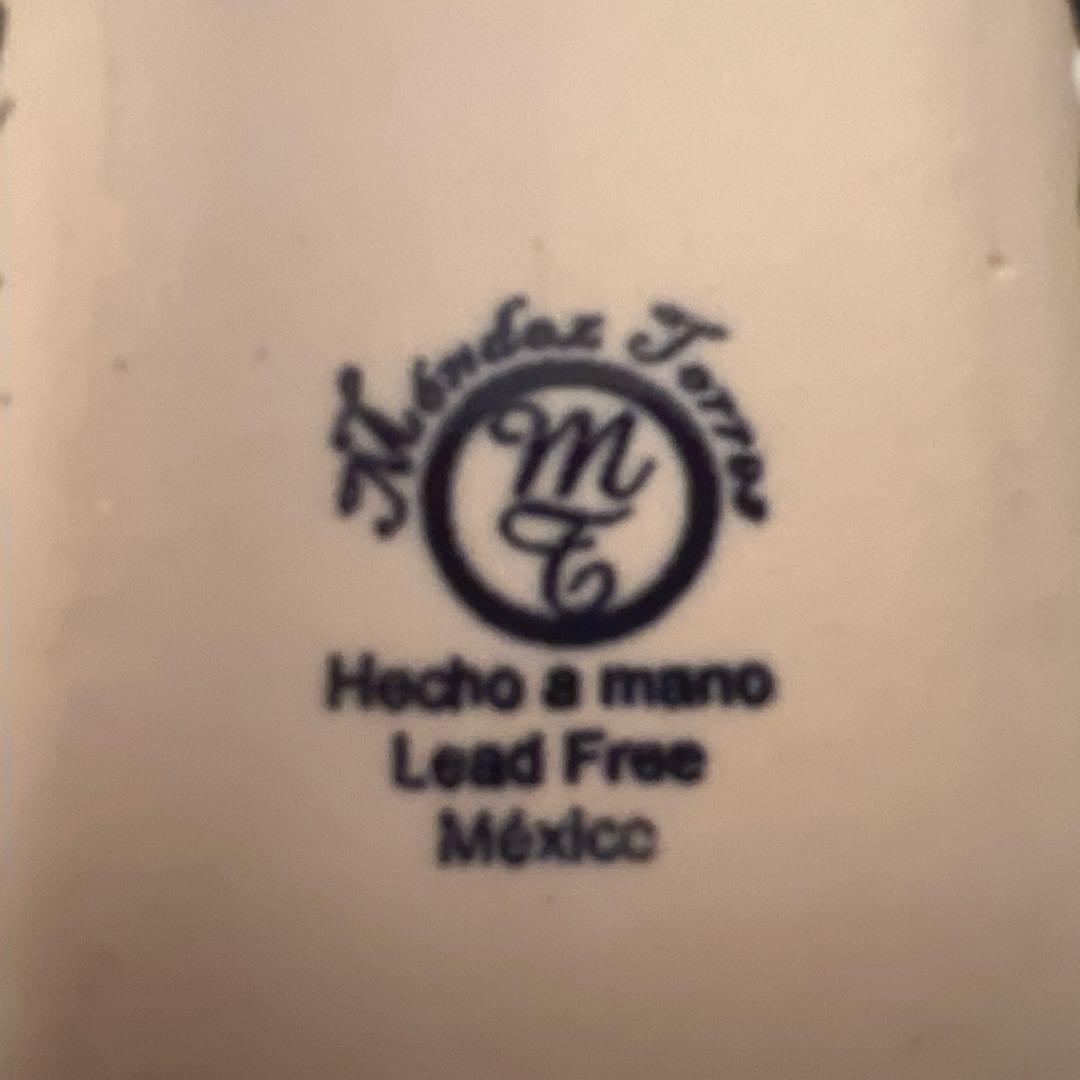 Méndez Torres
MT
Hecho a mano
Lead Free
México